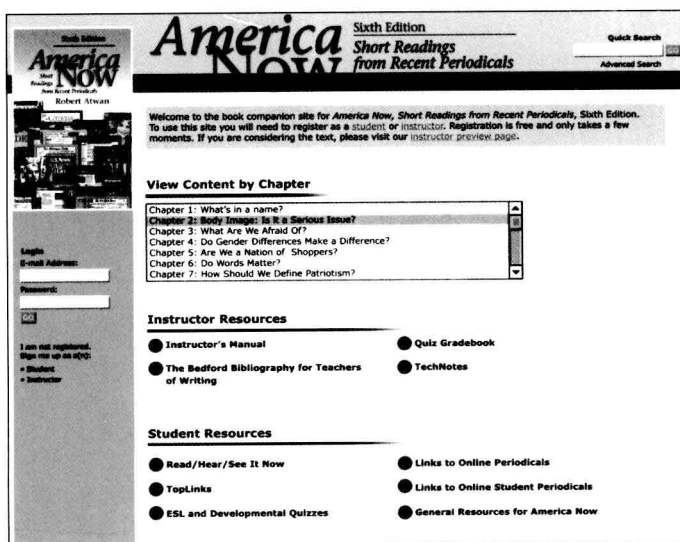 Sixth Edition
America
Short
Readings
NOW
from Recent Periodicals
Robert Atwan
America
NOW
Sixth Edition
Short Readings
from Recent Periodicals
Quick Search
GO
Advanced Search
Welcome to the book companion site for America Now, Short Readings from Recent Periodicals, Sixth Edition.
To use this site you will need to register as a student or instructor. Registration is free and only takes a few
moments. If you are considering the text, please visit our instructor preview page.
View Content by Chapter
Chapter 1: What's in a name?
Chapter 2: Body Image: Is it a Serious Issue?
Chapter 3: What Are We Afraid Of?
Chapter 4: Do Gender Differences Make a Difference?
Chapter 5: Are We a Nation of Shoppers?
Chapter 6: Do Words Matter?
Chapter 7: How Should We Define Patriotism?
Login
E-mail Address:
Password:
GO
I am not registered.
Sign me up as a(n):
• Student
• Instructor
Instructor Resources
Instructor's Manual
Quiz Gradebook
The Bedford Bibliography for Teachers
of Writing
TechNotes
Student Resources
Read/Hear/See It Now
Links to Online Periodicals
TopLinks
Links to Online Student Periodicals
ESL and Developmental Quizzes
General Resources for America Now